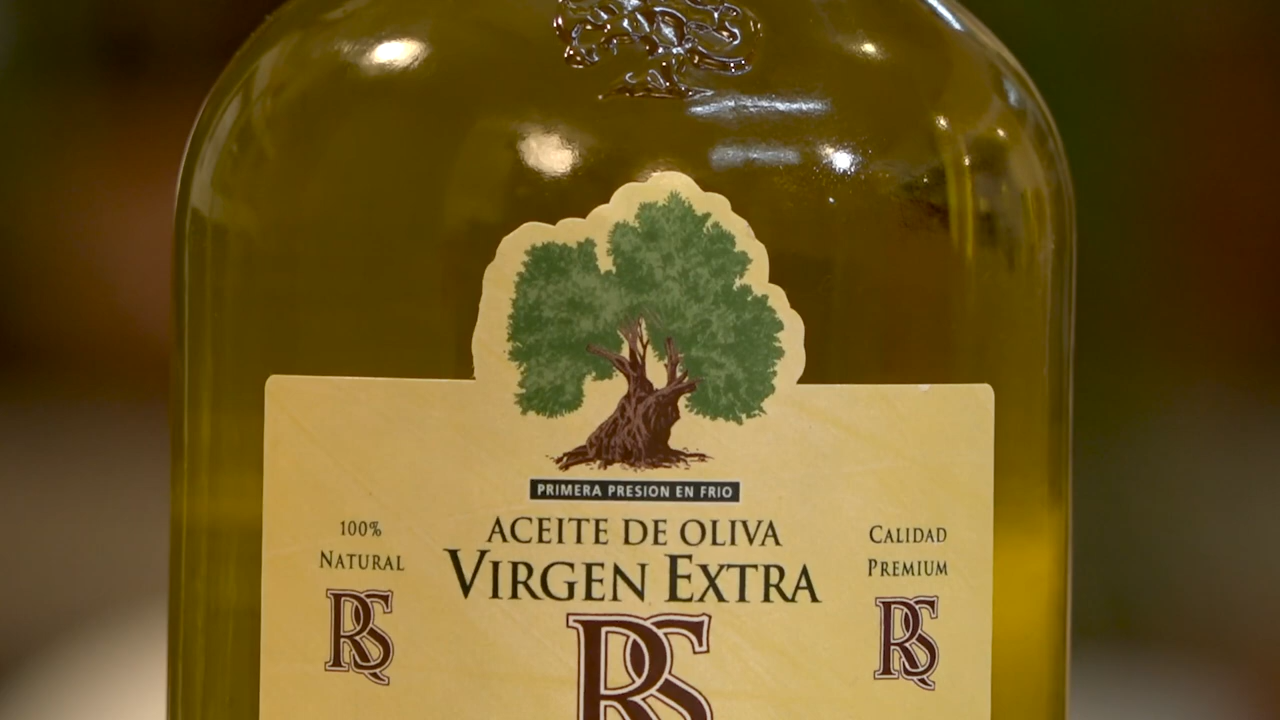 PRIMERA PRESION EN FRIO
ACEITE DE OLIVA
VIRGEN EXTRA
100%
NATURAL
CALIDAD
PREMIUM
RS
RS
RS